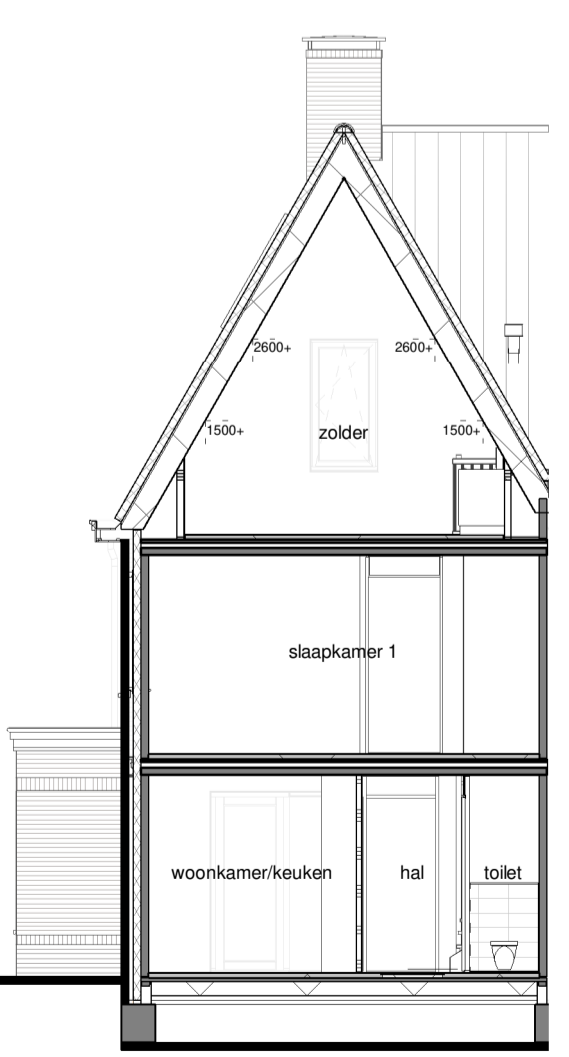 2600+ 2600+
1500+ zolder 1500+
slaapkamer 1
woonkamer/keuken hal toilet